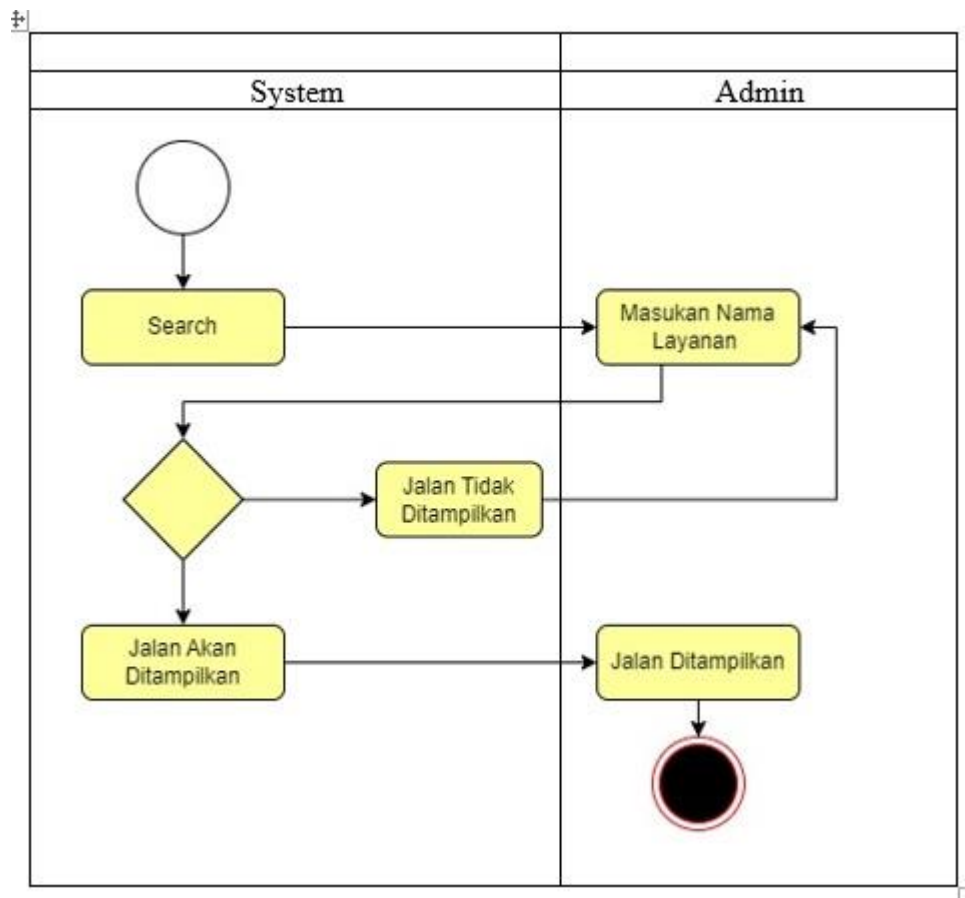 System
Admin
Search
Masukan Nama
Layanan
Jalan Tidak
Ditampilkan
Jalan Akan
Ditampilkan
Jalan Ditampilkan